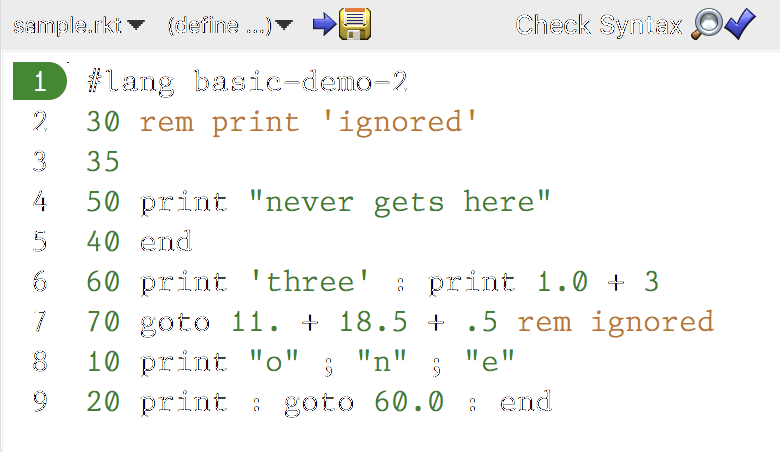 sample.rkt (define ...) Check Syntax
1 #lang basic-demo-2
2 30 rem print 'ignored'
3 35
4 50 print "never gets here"
5 40 end
6 60 print 'three' : print 1.0 + 3
7 70 goto 11. + 18.5 + .5 rem ignored
8 10 print "o" ; "n" ; "e"
9 20 print : goto 60.0 : end